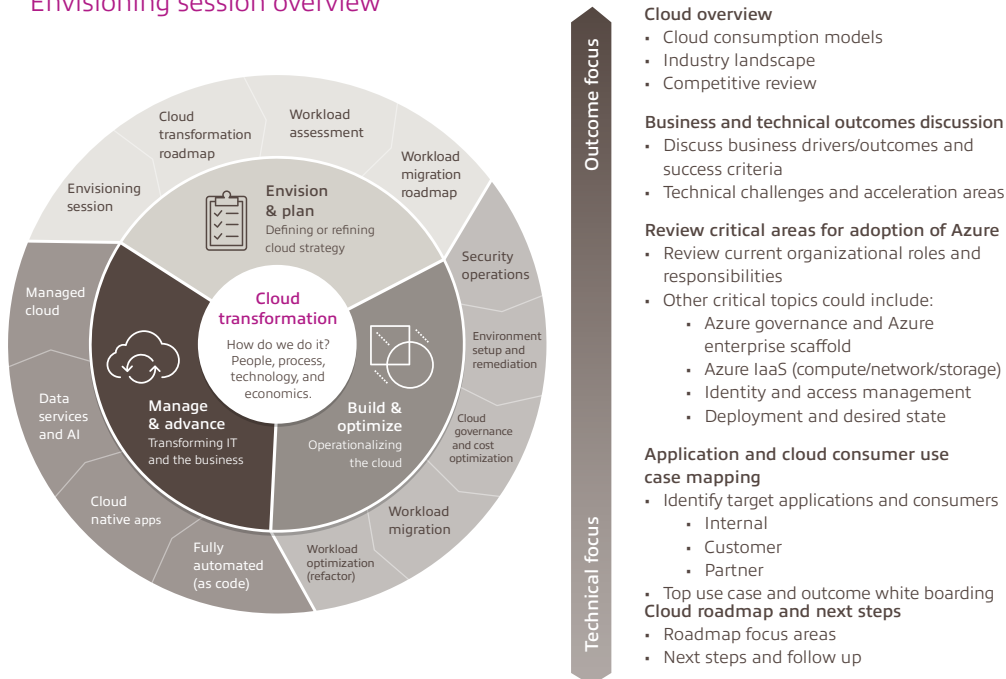 Envisioning session overview
Cloud
transformation
roadmap
Workload
assessment
Workload
migration
roadmap
Envisioning
session
Envision
& plan
Defining or refining
cloud strategy
Security
operations
Managed
cloud
Cloud
transformation
How do we do it?
People, process,
technology, and
economics.
Environment
setup and
remediation
Data
services
and AI
Manage
& advance
Transforming IT
and the business
Build &
optimize
Operationalizing
the cloud
Cloud
governance
and cost
optimization
Cloud
native apps
Workload
migration
Fully
automated
(as code)
Workload
optimization
(refactor)
Outcome focus
Technical focus
Cloud overview
• Cloud consumption models
• Industry landscape
• Competitive review
Business and technical outcomes discussion
• Discuss business drivers/outcomes and
success criteria
• Technical challenges and acceleration areas
Review critical areas for adoption of Azure
• Review current organizational roles and
responsibilities
• Other critical topics could include:
• Azure governance and Azure
enterprise scaffold
• Azure IaaS (compute/network/storage)
• Identity and access management
• Deployment and desired state
Application and cloud consumer use
case mapping
• Identify target applications and consumers
• Internal
• Customer
• Partner
• Top use case and outcome white boarding
Cloud roadmap and next steps
• Roadmap focus areas
• Next steps and follow up